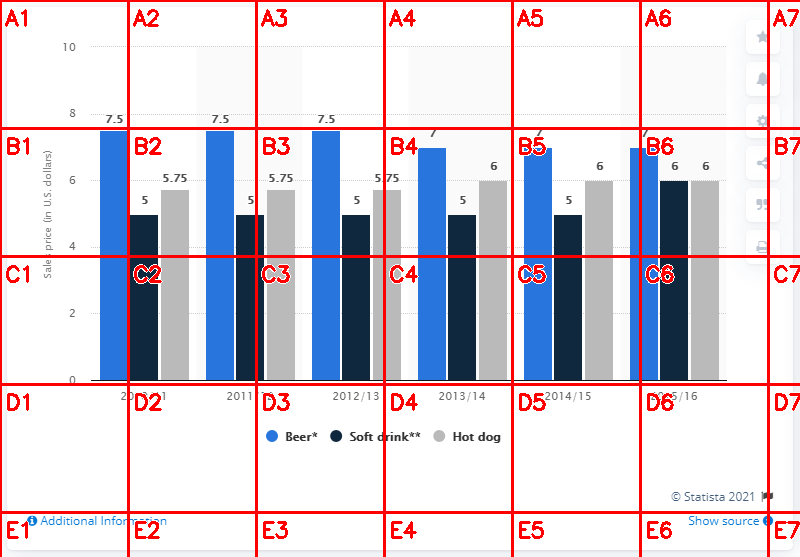 10
8
6
4
2
0
Sales price (in U.S. dollars)
7.5 5 5.75
7.5 5 5.75
7.5 5 5.75
7 5 6
7 5 6
7 6 6
2012/13 2013/14 2014/15
Beer* Soft drink** Hot dog
© Statista 2021
Additional Information
Show source
A1 A2 A3 A4 A5 A6 A7
B1 B2 B3 B4 B5 B6 B7
C1 C2 C3 C4 C5 C6 C7
D1 D2 D3 D4 D5 D6 D7
E1 E2 E3 E4 E5 E6 E7